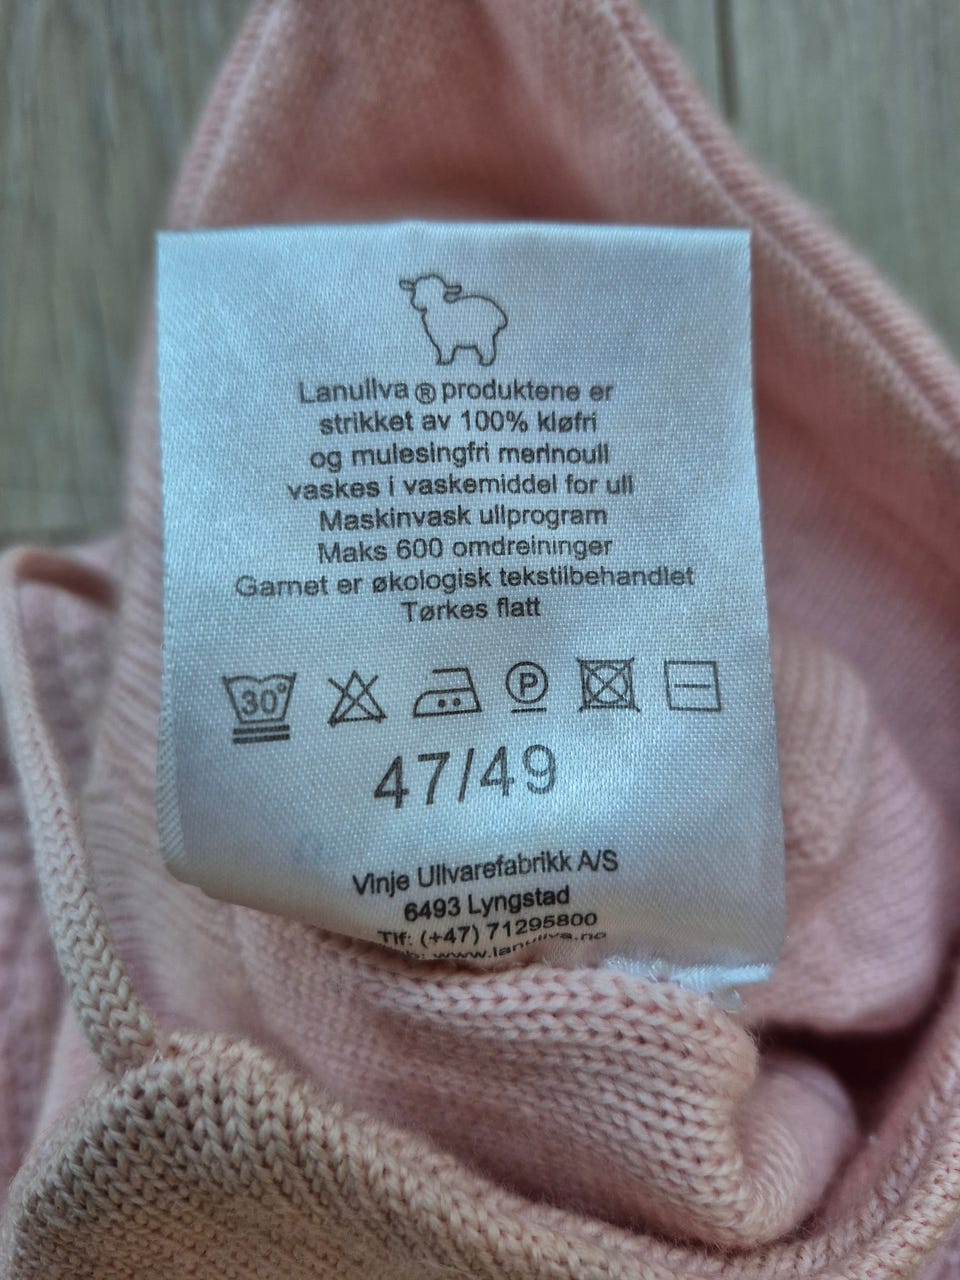 Lanullva ® produktene er
strikket av 100% kløfri
og mulesingfri merinoull
vaskes i vaskemiddel for ull
Maskinvask ullprogram
Maks 600 omdreininger
Garnet er økologisk tekstilbehandlet
Tørkes flatt
30° P
47/49
Vinje Ullvarefabrikk A/S
6493 Lyngstad
Tlf: (+47) 71295800
www.lanullva.no